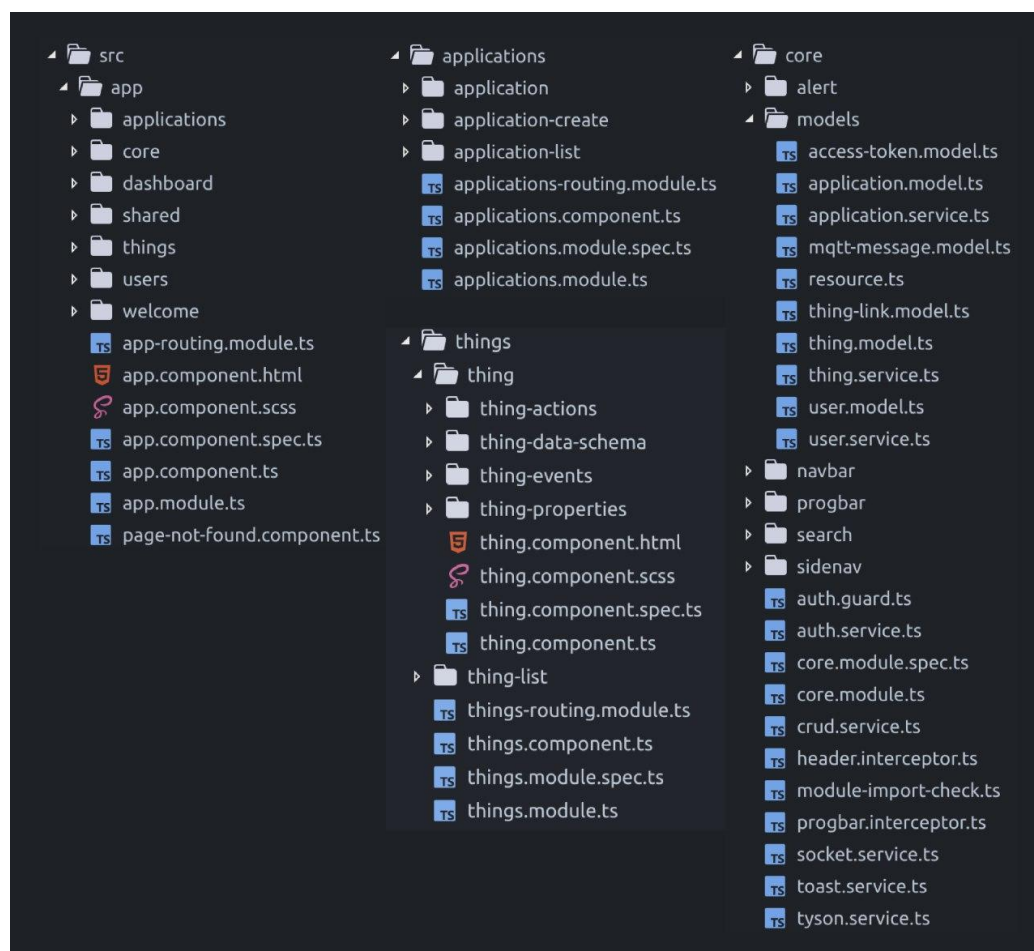 src
app
applications
core
dashboard
shared
things
users
welcome
app-routing.module.ts
app.component.html
app.component.scss
app.component.spec.ts
app.component.ts
app.module.ts
page-not-found.component.ts
applications
application
application-create
application-list
applications-routing.module.ts
applications.component.ts
applications.module.spec.ts
applications.module.ts
things
thing
thing-actions
thing-data-schema
thing-events
thing-properties
thing.component.html
thing.component.scss
thing.component.spec.ts
thing.component.ts
thing-list
things-routing.module.ts
things.component.ts
things.module.spec.ts
things.module.ts
core
alert
models
access-token.model.ts
application.model.ts
application.service.ts
mqtt-message.model.ts
resource.ts
thing-link.model.ts
thing.model.ts
thing.service.ts
user.model.ts
user.service.ts
navbar
progbar
search
sidenav
auth.guard.ts
auth.service.ts
core.module.spec.ts
core.module.ts
crud.service.ts
header.interceptor.ts
module-import-check.ts
progbar.interceptor.ts
socket.service.ts
toast.service.ts
tyson.service.ts